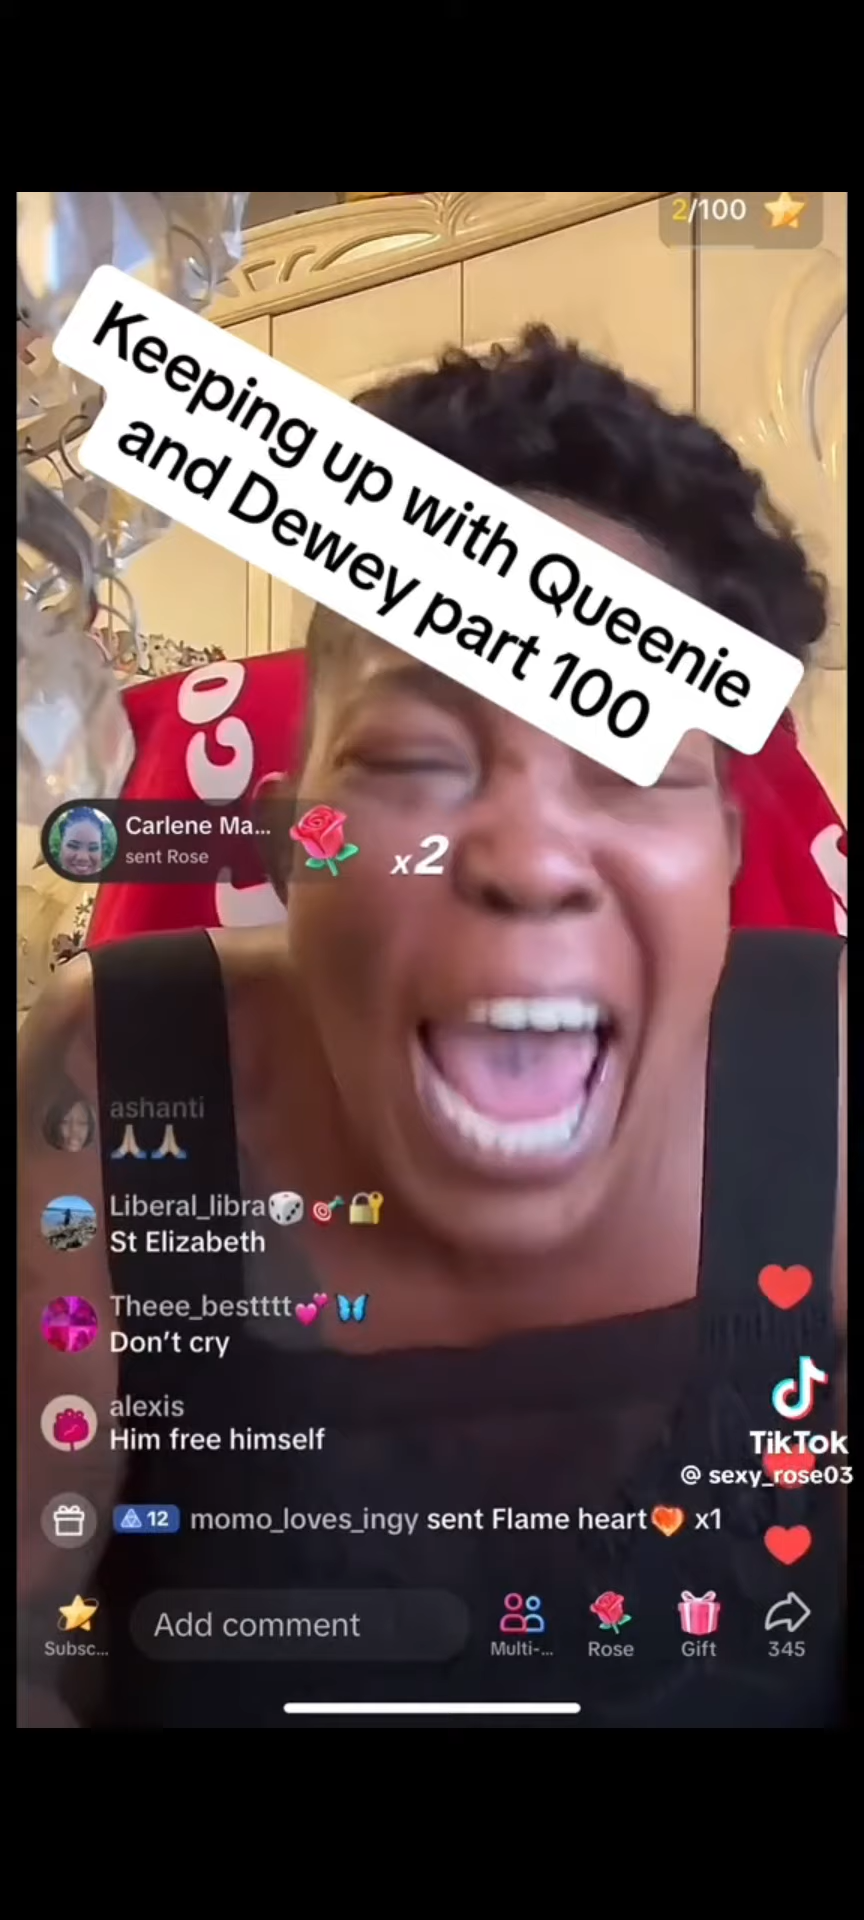 2/100
Keeping up with Queenie
and Dewey part 100
Carlene Ma...
sent Rose
x2
ashanti
🙏🙏
Liberal_libra🎲🎯🔐
St Elizabeth
Theee_bestttt💕🦋
Don't cry
alexis
Him free himself
TikTok
@ sexy_rose03
12 momo_loves_ingy sent Flame heart x1
Subsc...
Add comment
Multi-...
Rose
Gift
345